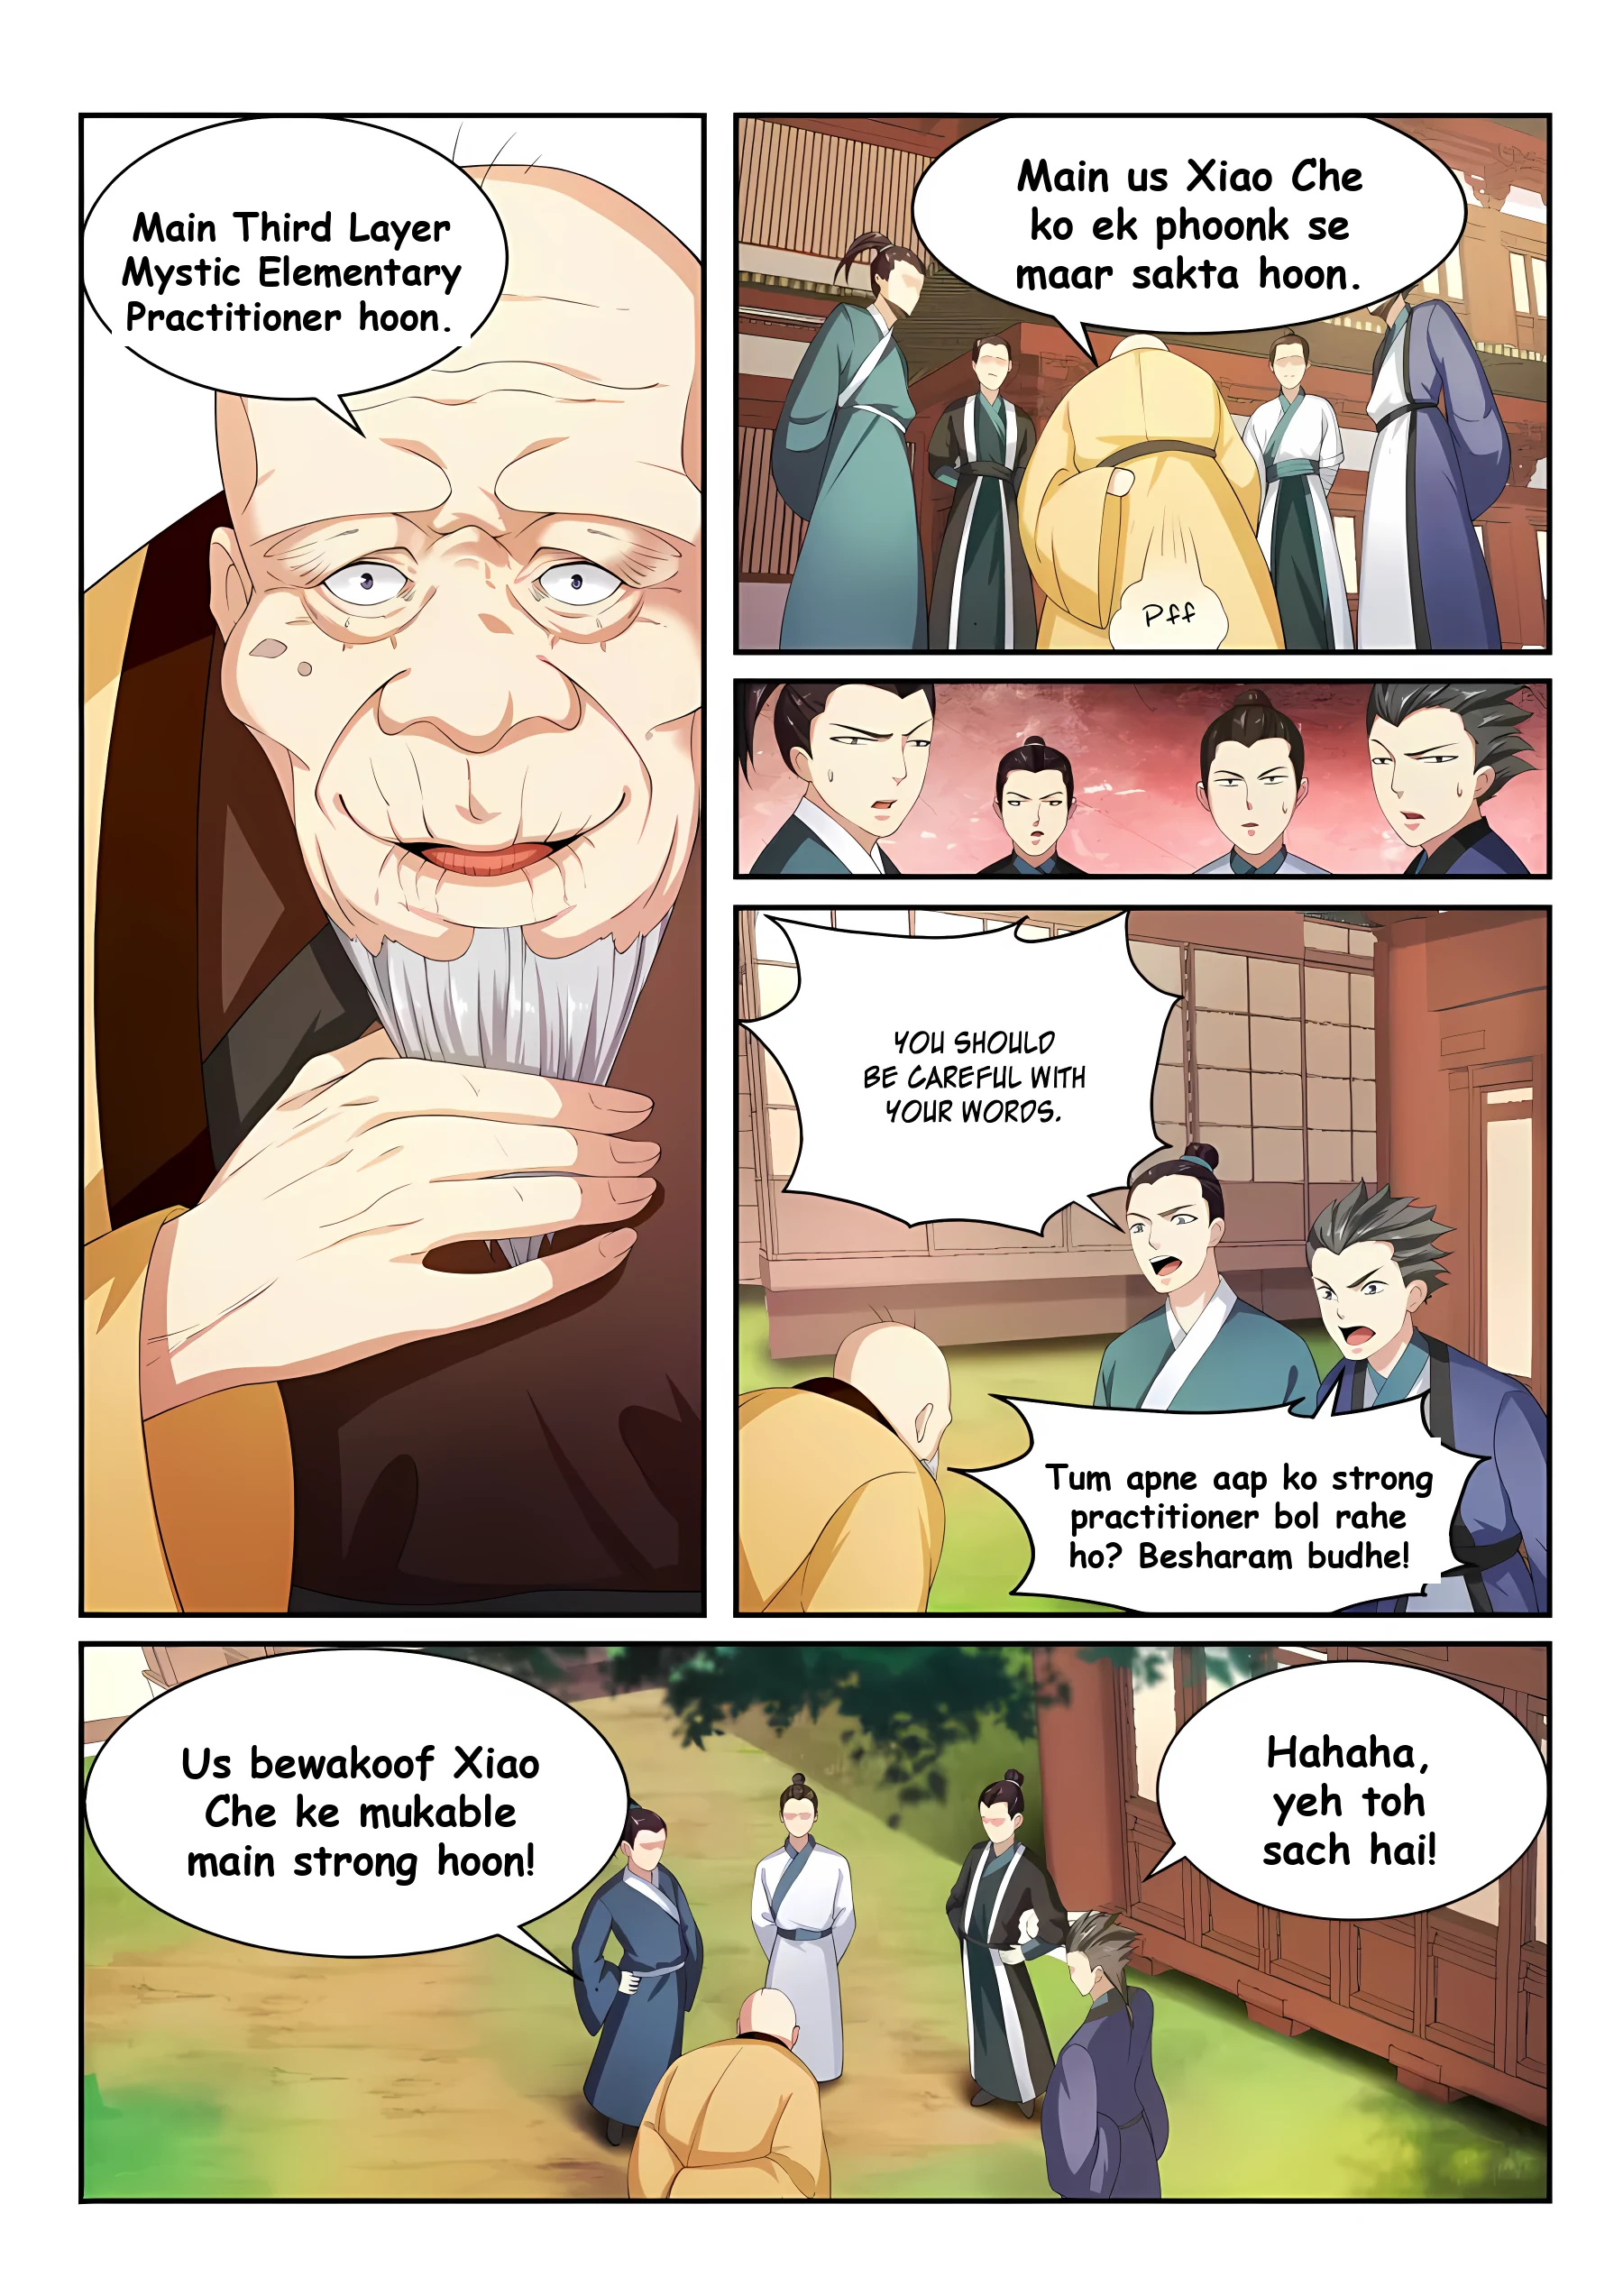 Main Third Layer
Mystic Elementary
Practitioner hoon.
Main us Xiao Che
ko ek phoonk se
maar sakta hoon.
Pff
YOU SHOULD
BE CAREFUL WITH
YOUR WORDS.
Tum apne aap ko strong
practitioner bol rahe
ho? Besharam budhe!
Us bewakoof Xiao
Che ke mukable
main strong hoon!
Hahaha,
yeh toh
sach hai!